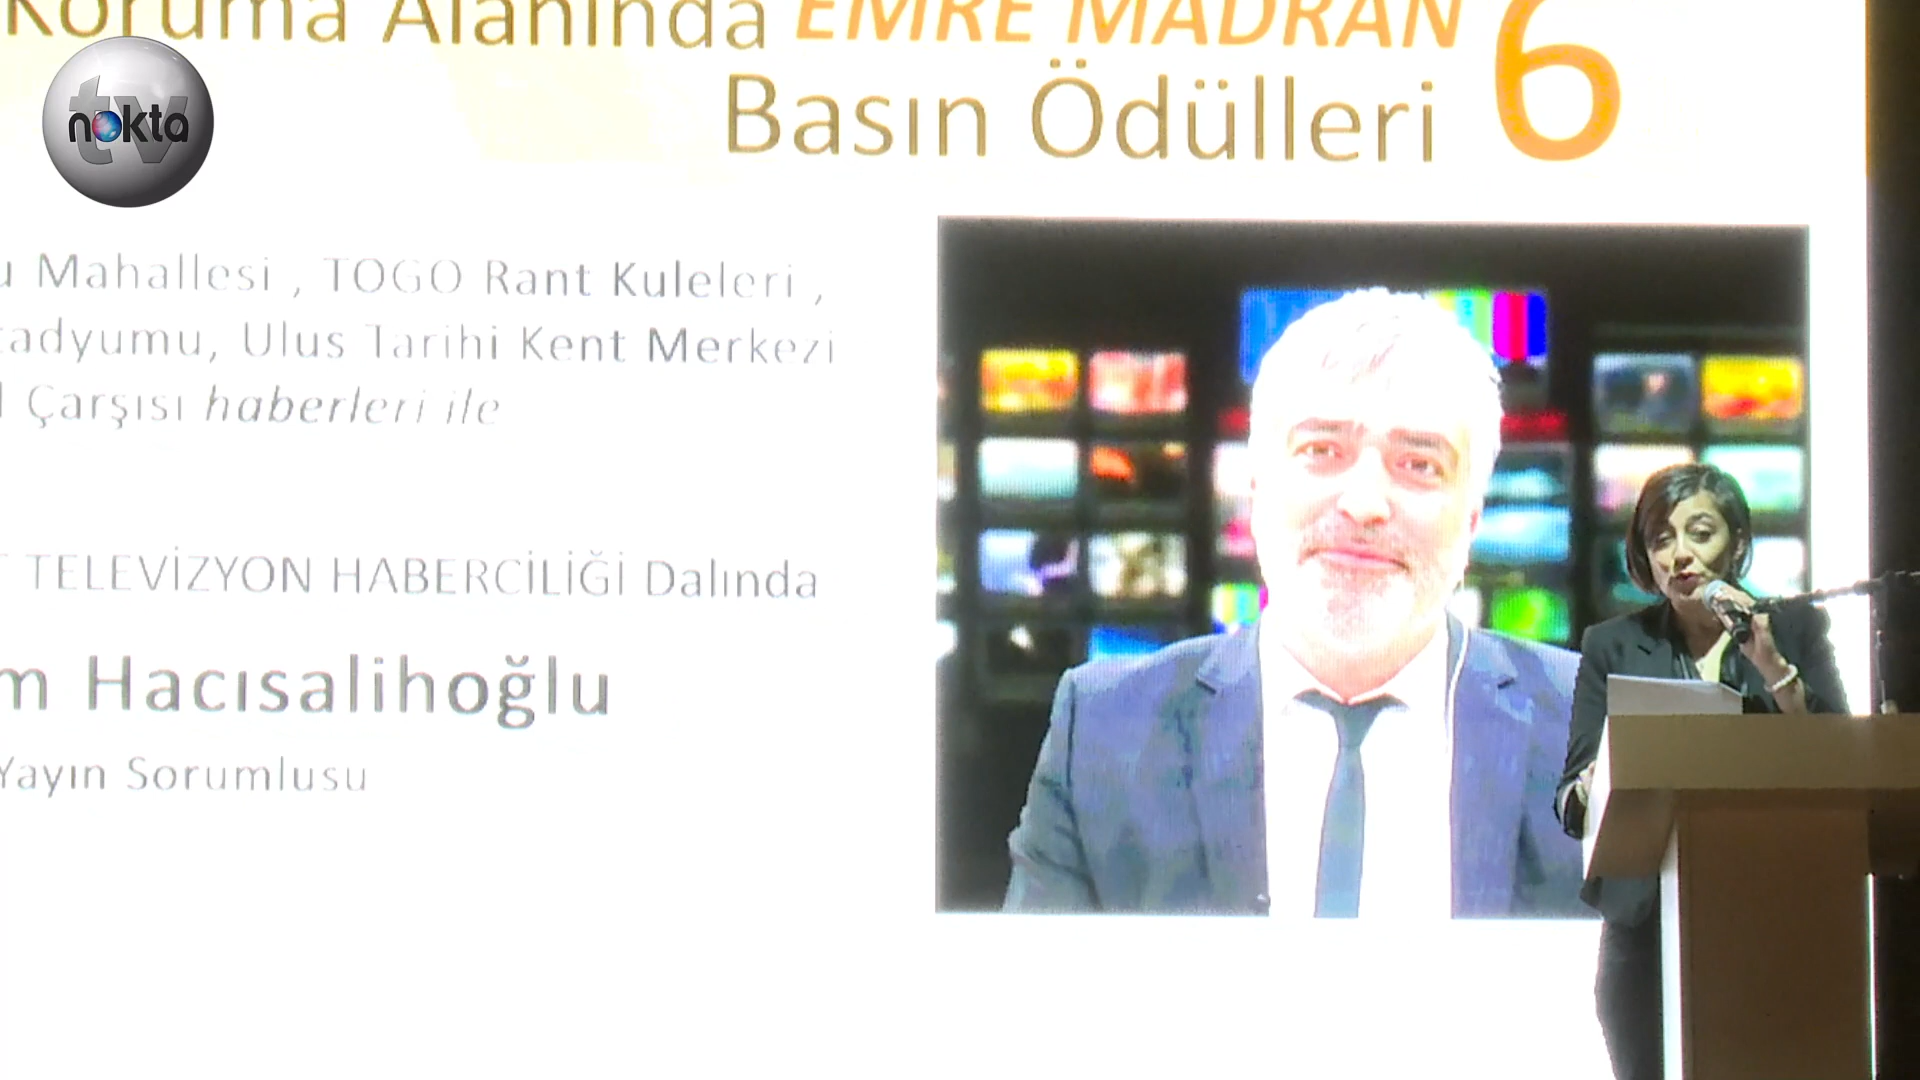 Koruma Alanında EMRE MADRAN 6
Basın Ödülleri
tv nokta
Mahallesi , TOGO Rant Kuleleri ,
tadyumu, Ulus Tarihi Kent Merkezi
Çarşısı haberleri ile
TELEVİZYON HABERCİLİĞİ Dalında
m Hacısalihoğlu
Yayın Sorumlusu